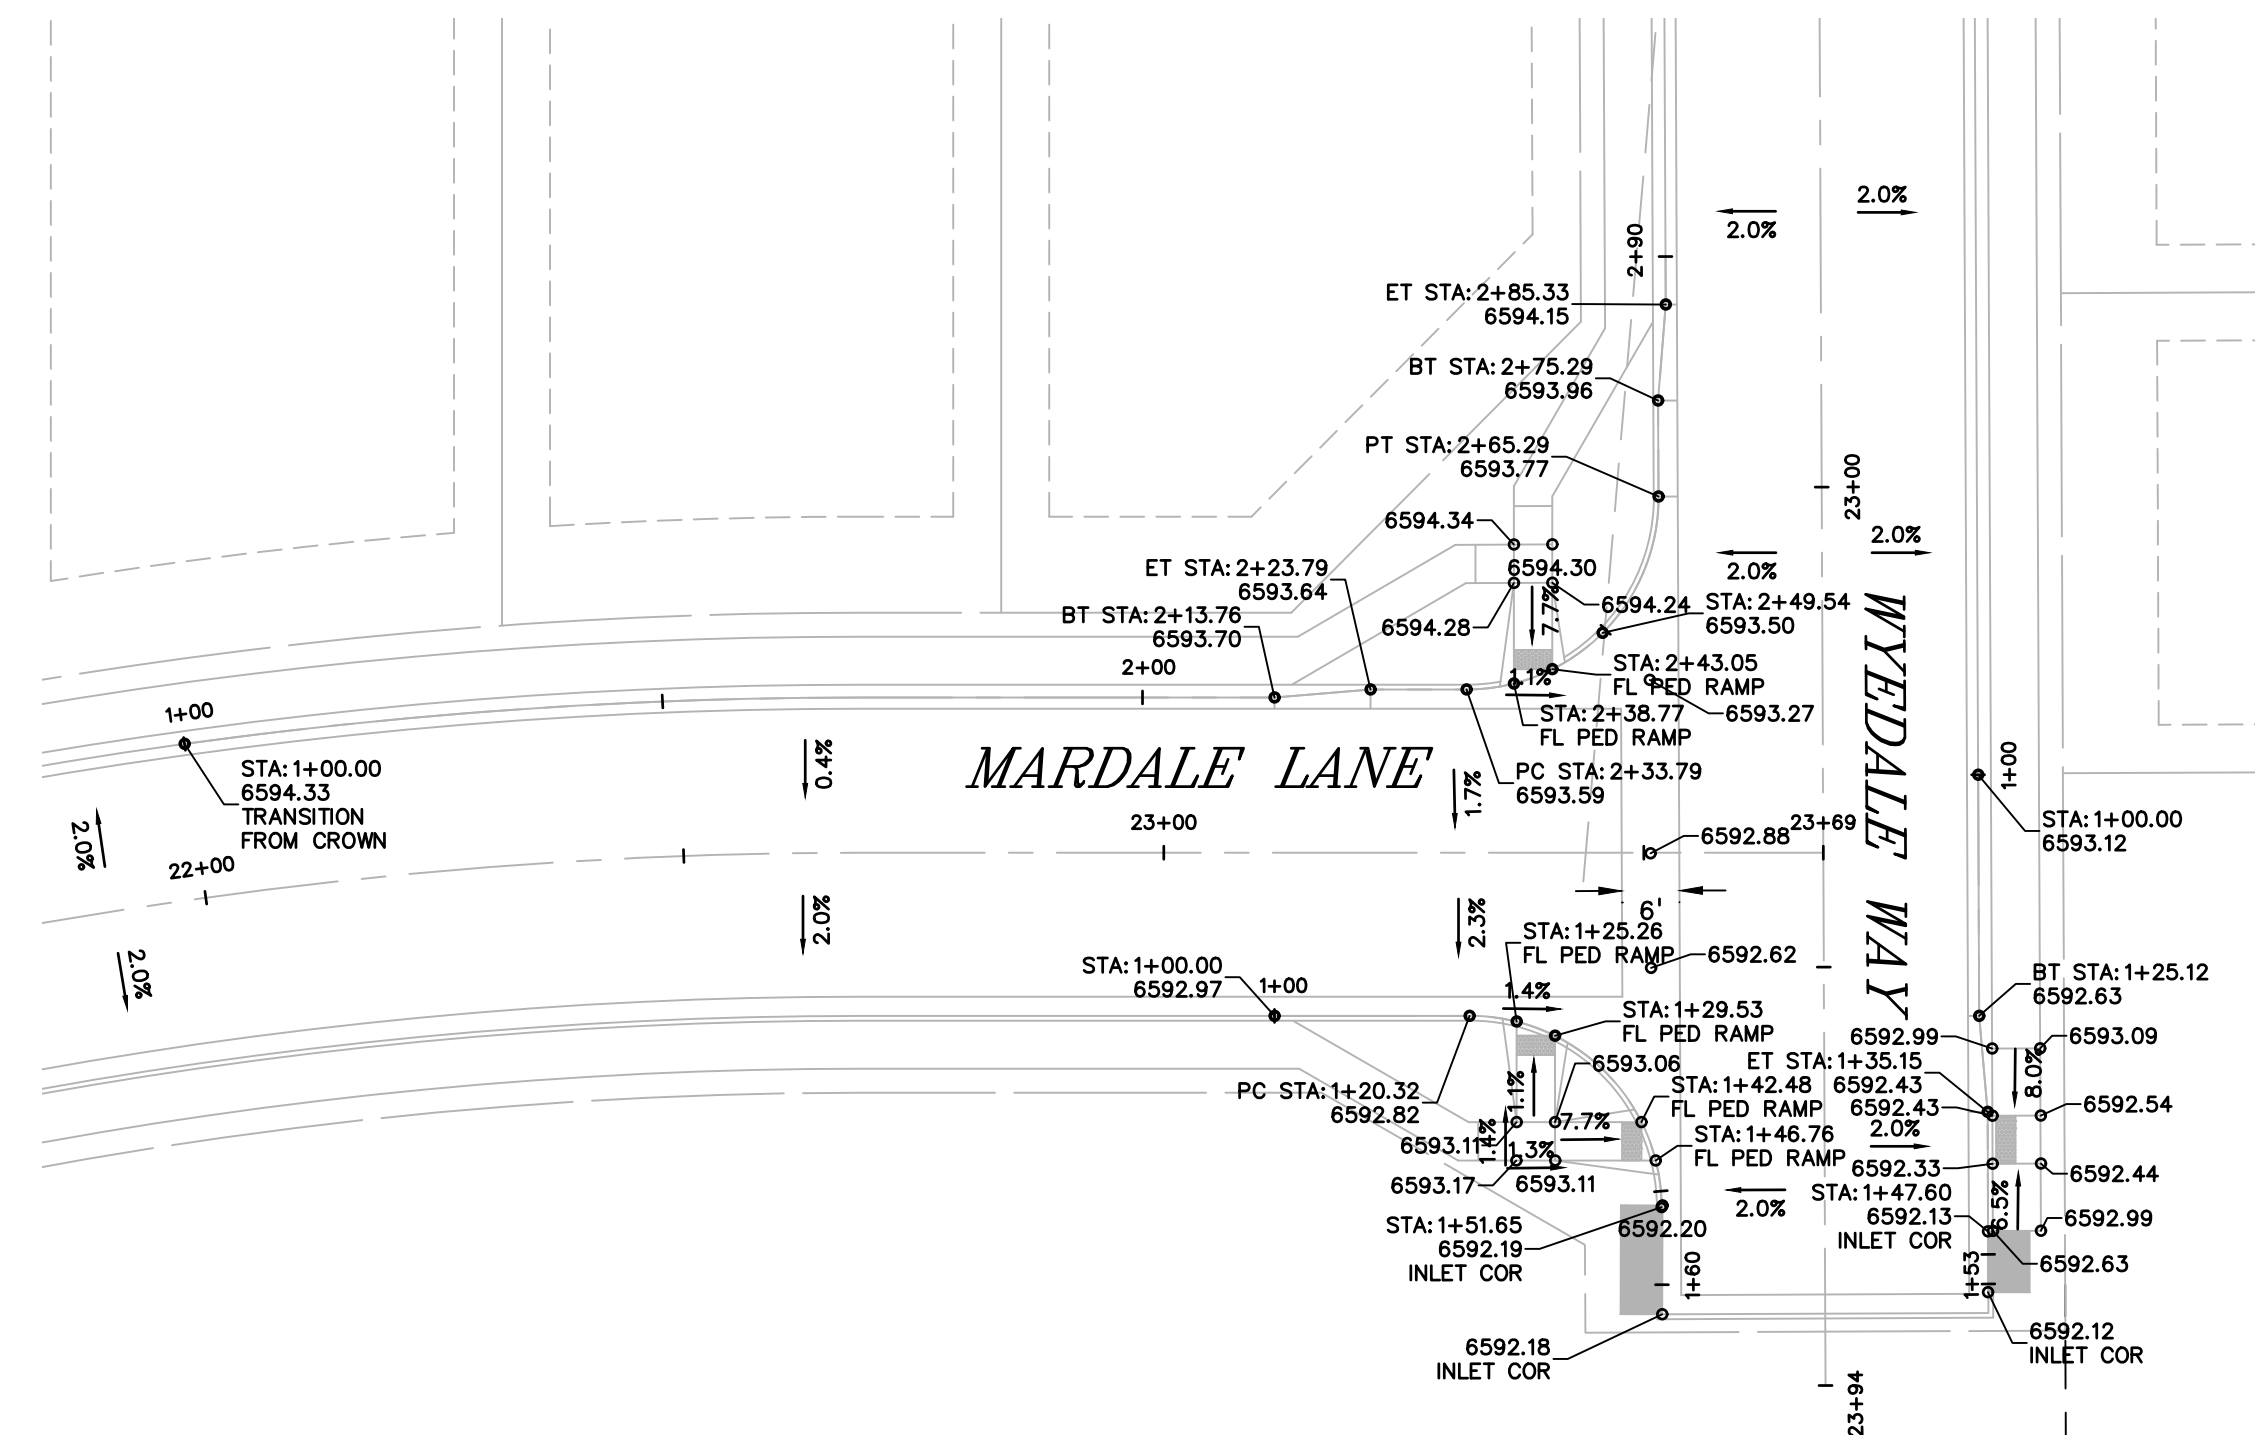 2.0%
2.0%
2+90
ET STA:2+85.33
6594.15
BT STA:2+75.29
6593.96
PT STA:2+65.29
6593.77
23+00
6594.34
2.0%
2.0%
6594.30
ET STA:2+23.79
6593.64
7.7%
6594.24
STA:2+49.54
6593.50
BT STA:2+13.76
6593.70
6594.28
WYEDALE WAY
2+00
STA:2+43.05
FL PED RAMP
1.1%
6593.27
1+00
STA:2+38.77
FL PED RAMP
MARDALE LANE
0.4%
STA:1+00.00
6594.33
TRANSITION
FROM CROWN
PC STA:2+33.79
6593.59
1.7%
1+00
STA:1+00.00
6593.12
23+00
6592.88
23+69
2.0%
22+00
2.0%
2.3%
6'
STA:1+25.26
FL PED RAMP
6592.62
2.0%
STA:1+00.00
6592.97
1+00
1.4%
BT STA:1+25.12
6592.63
STA:1+29.53
FL PED RAMP
6592.99
6593.09
6593.06
ET STA:1+35.15
6592.43
8.0%
PC STA:1+20.32
6592.82
1.1%
STA:1+42.48
FL PED RAMP
6592.43
6592.54
7.7%
6593.11
1.4%
1.3%
STA:1+46.76
FL PED RAMP
2.0%
6592.33
6592.44
6593.17
6593.11
2.0%
STA:1+47.60
6592.13
INLET COR
6.5%
6592.99
STA:1+51.65
6592.19
INLET COR
6592.20
6592.63
1+60
1+53
6592.18
INLET COR
6592.12
INLET COR
23+94